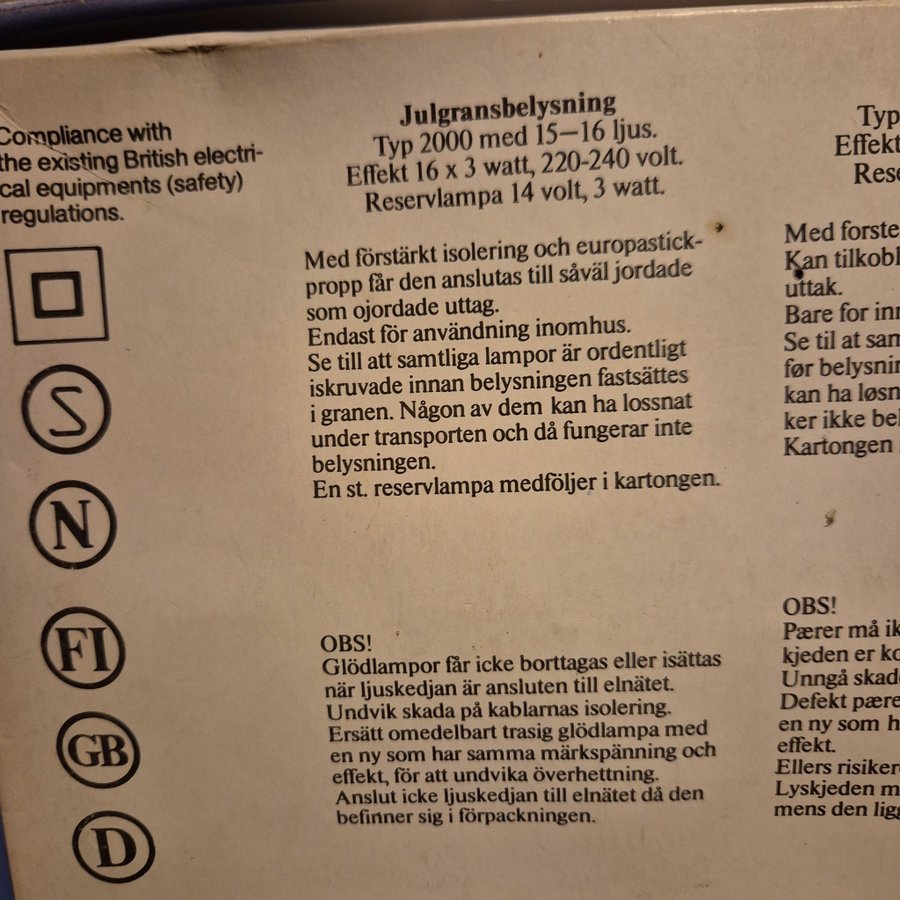 Compliance with
the existing British electri-
cal equipments (safety)
regulations.
S
N
FI
GB
D
Julgransbelysning
Typ 2000 med 15–16 ljus.
Effekt 16 x 3 watt, 220-240 volt.
Reservlampa 14 volt, 3 watt.
Med förstärkt isolering och europastick-
propp får den anslutas till såväl jordade
som ojordade uttag.
Endast för användning inomhus.
Se till att samtliga lampor är ordentligt
iskruvade innan belysningen fastsättes
i granen. Någon av dem kan ha lossnat
under transporten och då fungerar inte
belysningen.
En st. reservlampa medföljer i kartongen.
OBS!
Glödlampor får icke borttagas eller isättas
när ljuskedjan är ansluten till elnätet.
Undvik skada på kablarnas isolering.
Ersätt omedelbart trasig glödlampa med
en ny som har samma märkspänning och
effekt, för att undvika överhettning.
Anslut icke ljuskedjan till elnätet då den
befinner sig i förpackningen.
Typ
Effekt
Rese
Med forste
Kan tilkobl
uttak.
Bare for inn
Se til at sam
før belysnin
kan ha løsn
ker ikke bel
Kartongen
OBS!
Pærer må ik
kjeden er ko
Unngå skad
Defekt pære
en ny som h
effekt.
Ellers risiker
Lyskjeden m
mens den ligg